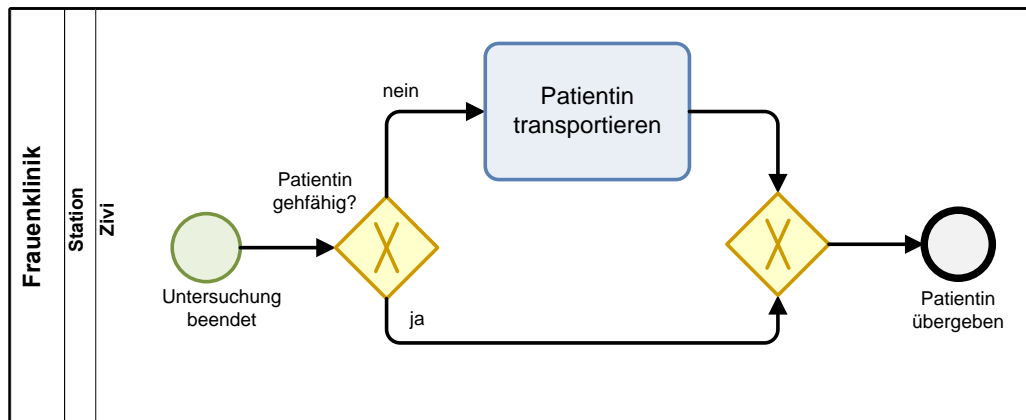 Frauenklinik
Station
Zivi
Untersuchung
beendet
Patientin
gehfähig?
nein
ja
Patientin
transportieren
Patientin
übergeben